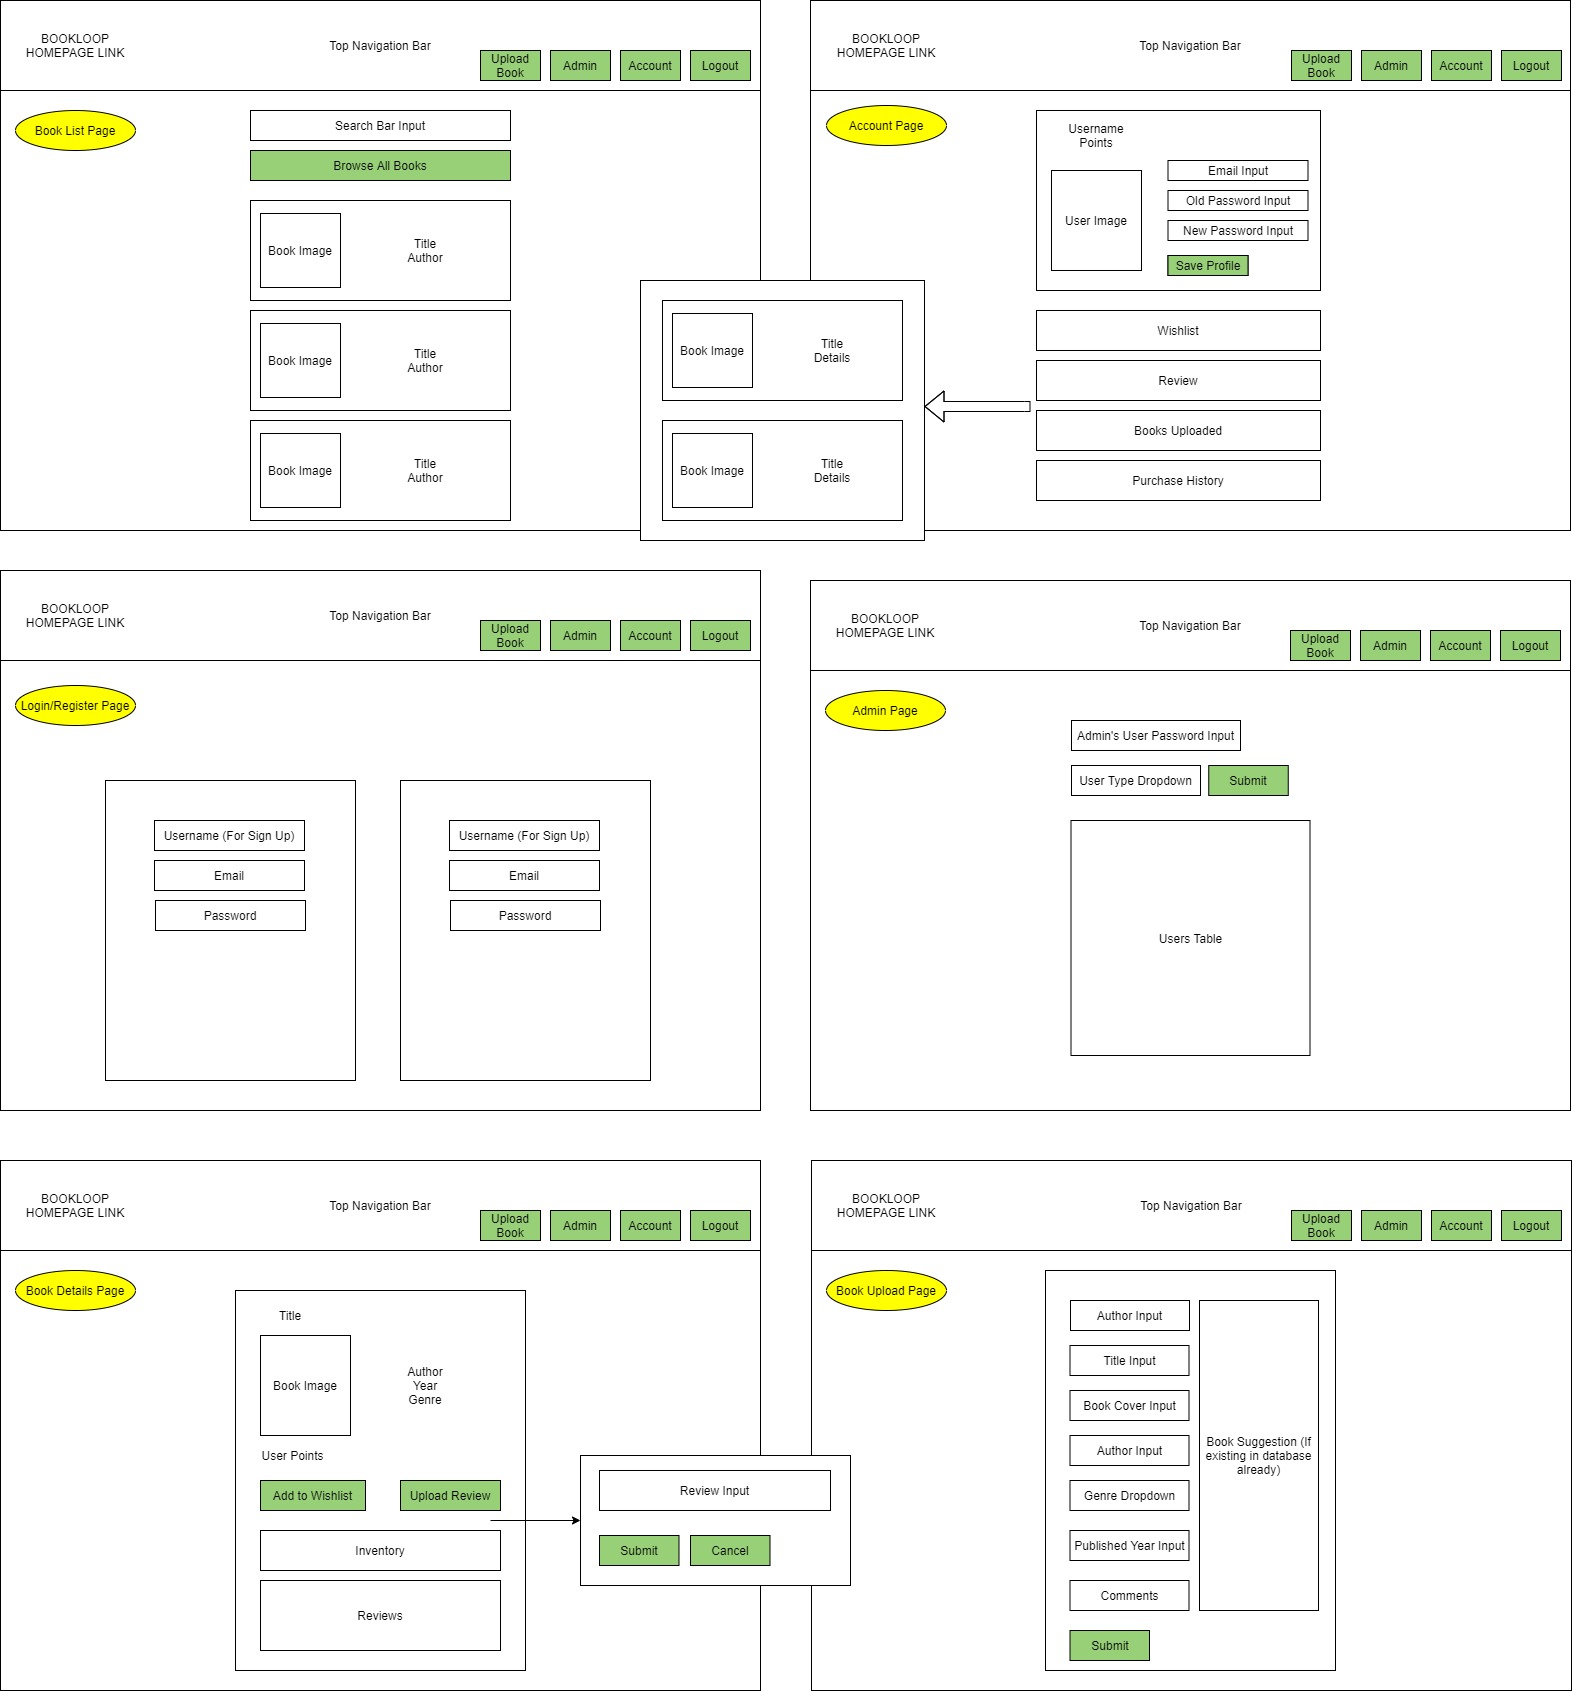 BOOKLOOP
HOMEPAGE LINK
Top Navigation Bar
Upload
Book
Admin
Account
Logout
Book List Page
Search Bar Input
Browse All Books
Book Image
Title
Author
Book Image
Title
Author
Book Image
Title
Author
BOOKLOOP
HOMEPAGE LINK
Top Navigation Bar
Upload
Book
Admin
Account
Logout
Account Page
Username
Points
User Image
Email Input
Old Password Input
New Password Input
Save Profile
Wishlist
Review
Books Uploaded
Purchase History
Book Image
Title
Details
Book Image
Title
Details
BOOKLOOP
HOMEPAGE LINK
Top Navigation Bar
Upload
Book
Admin
Account
Logout
Login/Register Page
Username (For Sign Up)
Email
Password
Username (For Sign Up)
Email
Password
BOOKLOOP
HOMEPAGE LINK
Top Navigation Bar
Upload
Book
Admin
Account
Logout
Admin Page
Admin's User Password Input
User Type Dropdown
Submit
Users Table
BOOKLOOP
HOMEPAGE LINK
Top Navigation Bar
Upload
Book
Admin
Account
Logout
Book Details Page
Title
Book Image
Author
Year
Genre
User Points
Add to Wishlist
Upload Review
Inventory
Reviews
Review Input
Submit
Cancel
BOOKLOOP
HOMEPAGE LINK
Top Navigation Bar
Upload
Book
Admin
Account
Logout
Book Upload Page
Author Input
Title Input
Book Cover Input
Author Input
Genre Dropdown
Published Year Input
Comments
Submit
Book Suggestion (If
existing in database
already)